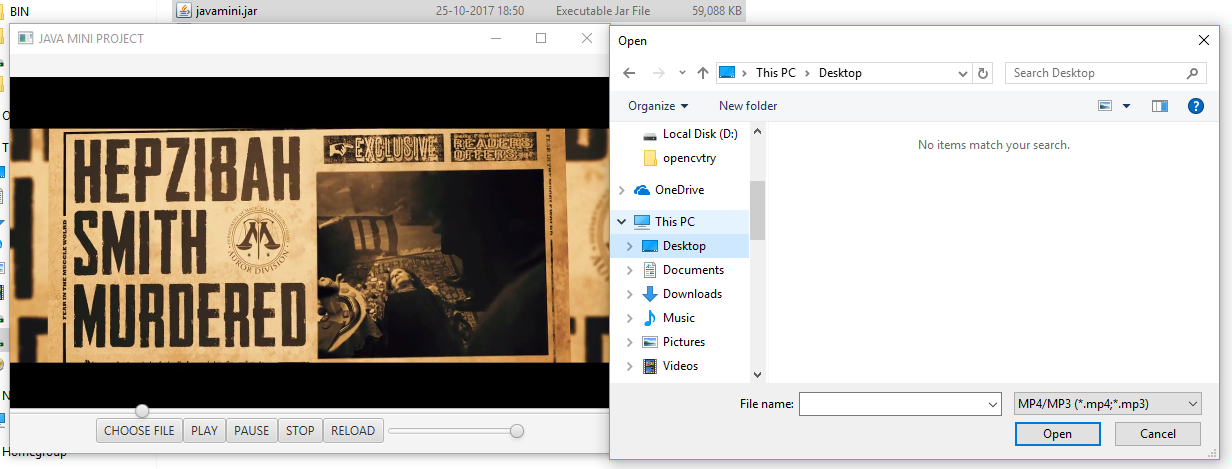 BIN
javamini.jar 25-10-2017 18:50 Executable Jar File 59,088 KB
JAVA MINI PROJECT
HEPZIBAH
SMITH
MURDERED
EXCLUSIVE
READERS
OFFERS
FEAR IN THE MUGGLE WORLD
AUROR DIVISION
CHOOSE FILE PLAY PAUSE STOP RELOAD
Homegroup
Open
This PC Desktop
Search Desktop
Organize New folder
Local Disk (D:)
opencvtry
OneDrive
This PC
Desktop
Documents
Downloads
Music
Pictures
Videos
No items match your search.
File name: MP4/MP3 (*.mp4;*.mp3)
Open Cancel